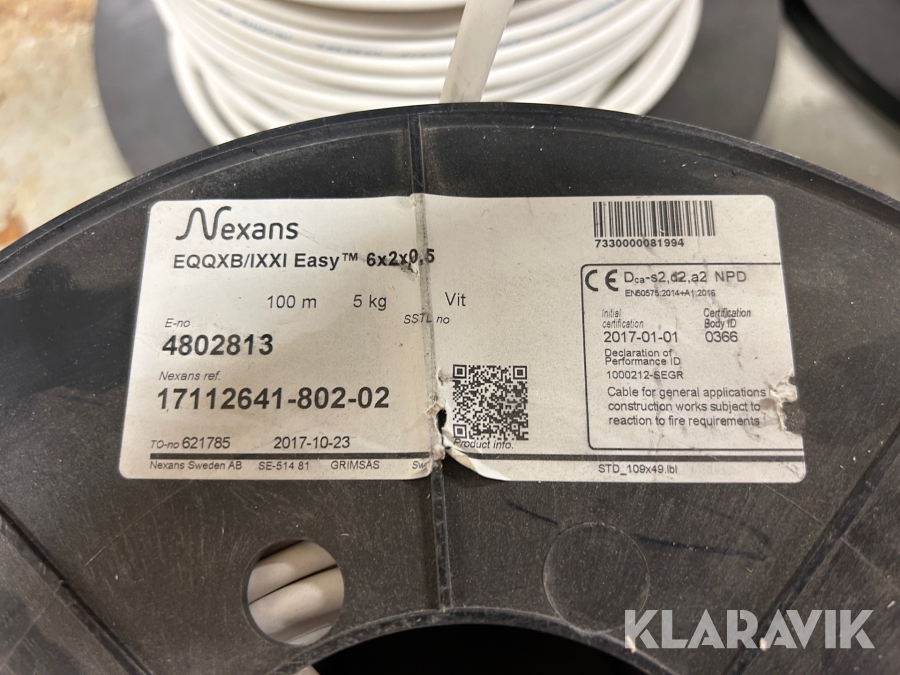 Nexans
EQQXB/IXXI Easy™ 6x2x0,5
100 m 5 kg Vit
SSTL no
E-no
4802813
Nexans ref.
17112641-802-02
TO-no 621785 2017-10-23
Nexans Sweden AB SE-514 81 GRIMSÅS
7330000081994
CE Dca-s2,d2,a2 NPD
EN50575:2014+A1:2016
Initial certification
Certification Body ID
2017-01-01 0366
Declaration of
Performance ID
1000212-SEGR
Cable for general applications
construction works subject to
reaction to fire requirements
Product info.
STD_109x49.lbl
KLARAVIK